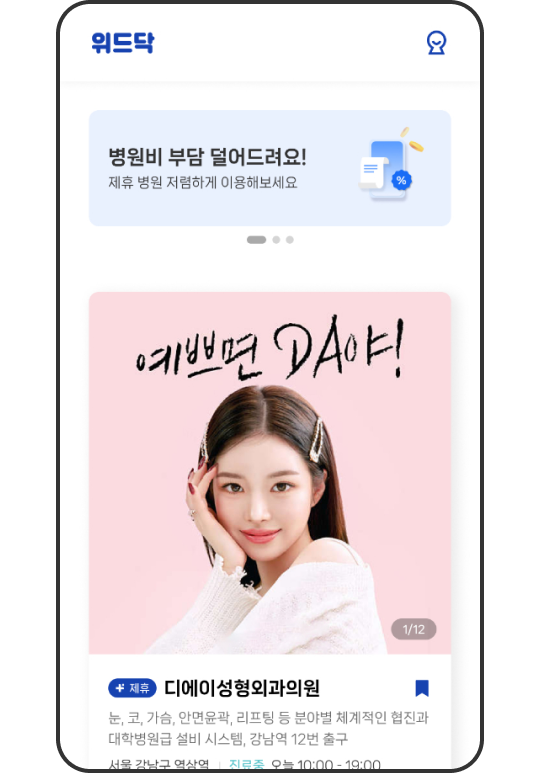 위드닥
병원비 부담 덜어드려요!
제휴 병원 저렴하게 이용해보세요
%
예쁘면 DA야!
1/12
제휴 디에이성형외과의원
눈, 코, 가슴, 안면윤곽, 리프팅 등 분야별 체계적인 협진과
대학병원급 설비 시스템, 강남역 12번 출구
서울 강남구 역삼역 | 진료중 오늘 10:00 - 19:00